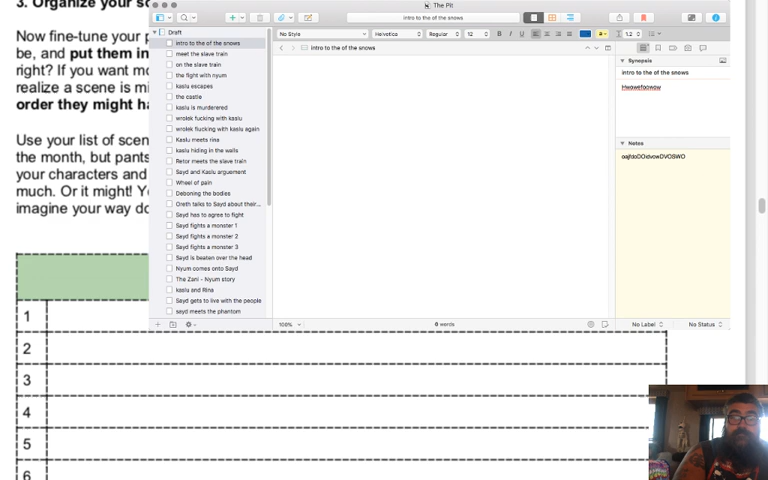 3. Organize your sc
Now fine-tune your p
be, and put them in
right? If you want mo
realize a scene is mi
order they might ha
Use your list of scen
the month, but pants
your characters and
much. Or it might! Yo
imagine your way do
1
2
3
4
5
6
The Pit
intro to the of the snows
No Style
Helvetica
Regular
12
B I U
a
1.2
Draft
intro to the of the snows
meet the slave train
on the slave train
the fight with nyum
kaslu escapes
the castle
kaslu is murdererd
wrolek fucking with kaslu
wrolek flucking with kaslu again
Kaslu meets rina
kaslu hiding in the walls
Retor meets the slave train
Sayd and Kaslu arguement
Wheel of pain
Deboning the bodies
Oreth talks to Sayd about their...
Sayd has to agree to fight
Sayd fights a monster 1
Sayd fights a monster 2
Sayd fights a monster 3
Sayd is beaten over the head
Nyum comes onto Sayd
The Zani - Nyum story
kaslu and Rina
Sayd gets to live with the people
sayd meets the phantom
intro to the of the snows
100%
0 words
Synopsis
intro to the of the snows
Notes
No Label
No Status